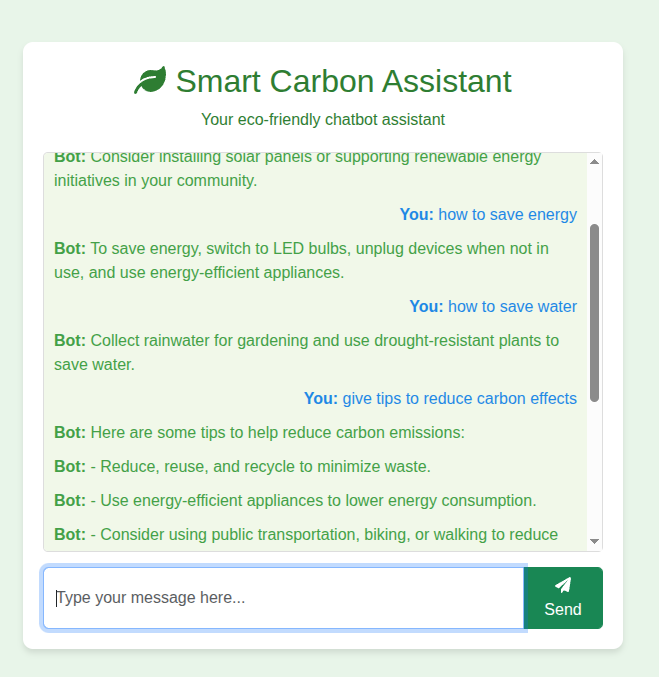 Smart Carbon Assistant
Your eco-friendly chatbot assistant
Bot: Consider installing solar panels or supporting renewable energy
initiatives in your community.
You: how to save energy
Bot: To save energy, switch to LED bulbs, unplug devices when not in
use, and use energy-efficient appliances.
You: how to save water
Bot: Collect rainwater for gardening and use drought-resistant plants to
save water.
You: give tips to reduce carbon effects
Bot: Here are some tips to help reduce carbon emissions:
Bot: - Reduce, reuse, and recycle to minimize waste.
Bot: - Use energy-efficient appliances to lower energy consumption.
Bot: - Consider using public transportation, biking, or walking to reduce
Type your message here...
Send